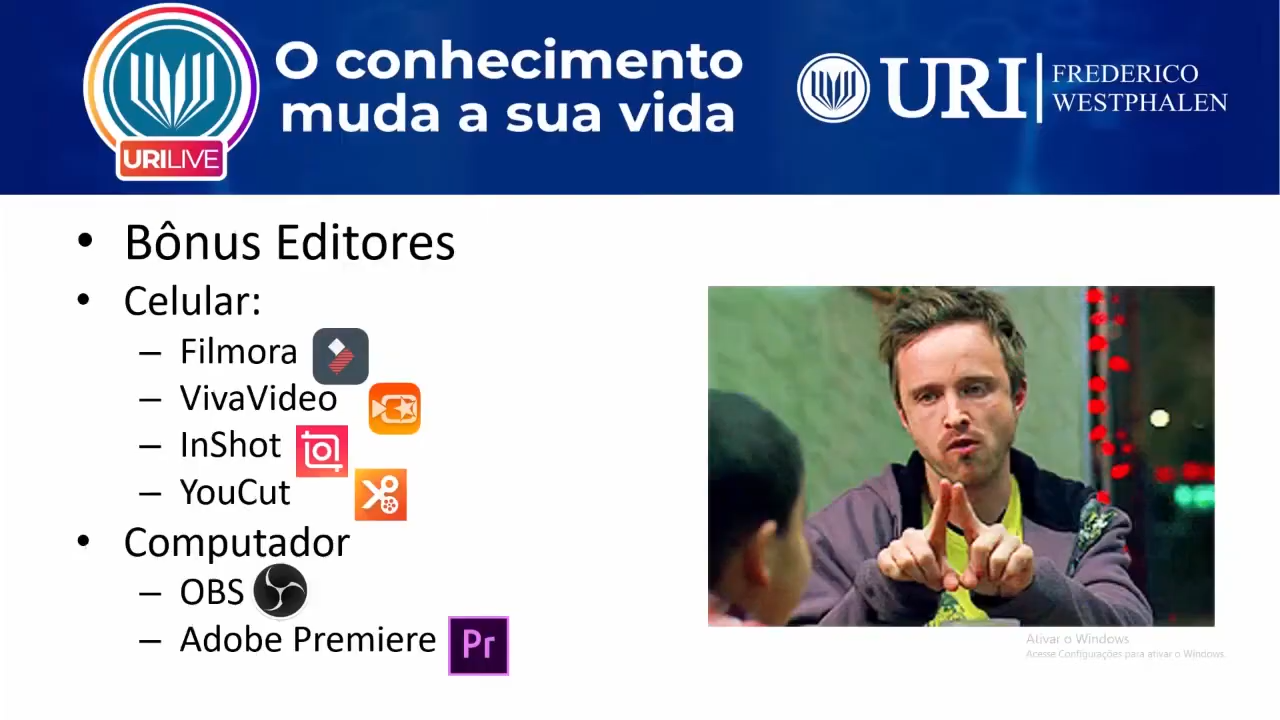 O conhecimento
muda a sua vida
URILIVE
URI
FREDERICO
WESTPHALEN
• Bônus Editores
• Celular:
– Filmora
– VivaVideo
– InShot
– YouCut
• Computador
– OBS
– Adobe Premiere
Pr
Ativar o Windows
Acesse Configurações para ativar o Windows.